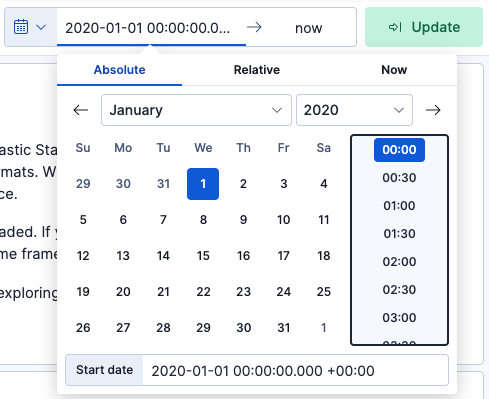 2020-01-01 00:00:00.0... → now Update
Absolute Relative Now
← January 2020 →
Su Mo Tu We Th Fr Sa
29 30 31 1 2 3 4
5 6 7 8 9 10 11
12 13 14 15 16 17 18
19 20 21 22 23 24 25
26 27 28 29 30 31 1
00:00
00:30
01:00
01:30
02:00
02:30
03:00
Start date 2020-01-01 00:00:00.000 +00:00
astic Sta
rmats. W
ce.
aded. If y
me frame
exploring